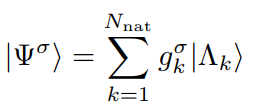 |Ψ^σ⟩ = ∑_{k=1}^{N_nat} g_k^σ |Λ_k⟩